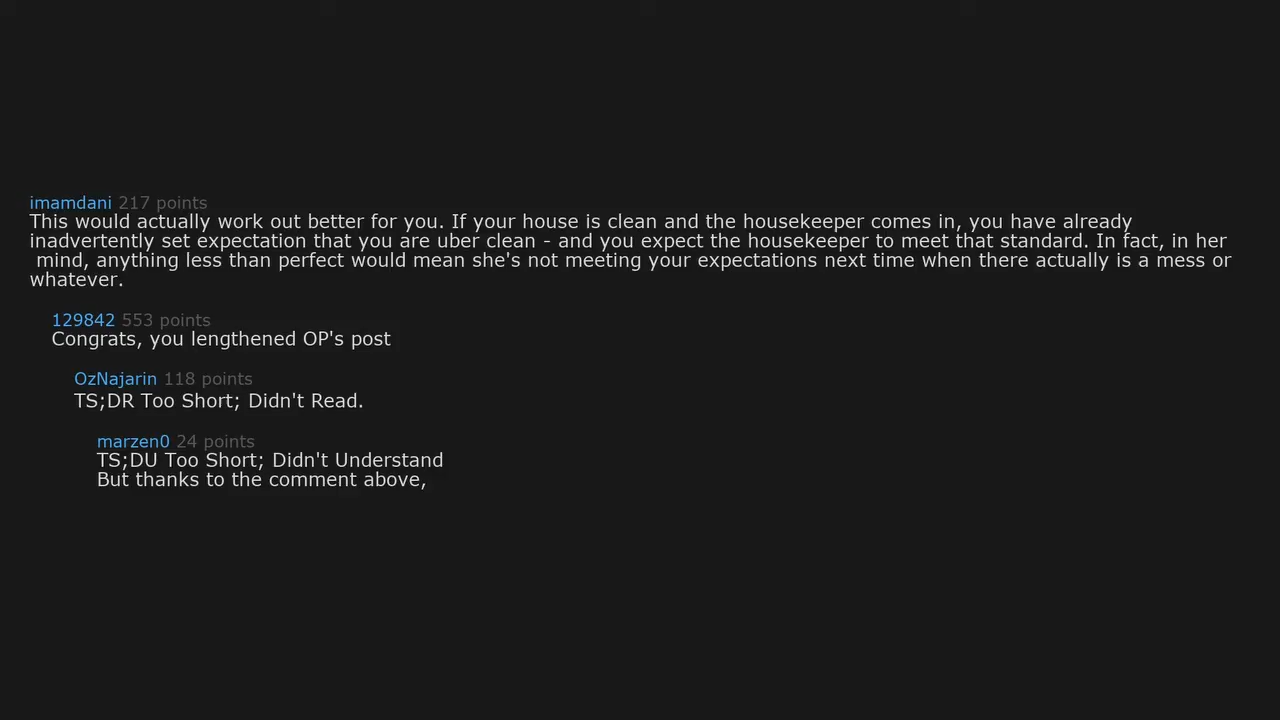 imamdani 217 points
This would actually work out better for you. If your house is clean and the housekeeper comes in, you have already
inadvertently set expectation that you are uber clean - and you expect the housekeeper to meet that standard. In fact, in her
mind, anything less than perfect would mean she's not meeting your expectations next time when there actually is a mess or
whatever.
129842 553 points
Congrats, you lengthened OP's post
OzNajarin 118 points
TS;DR Too Short; Didn't Read.
marzen0 24 points
TS;DU Too Short; Didn't Understand
But thanks to the comment above,